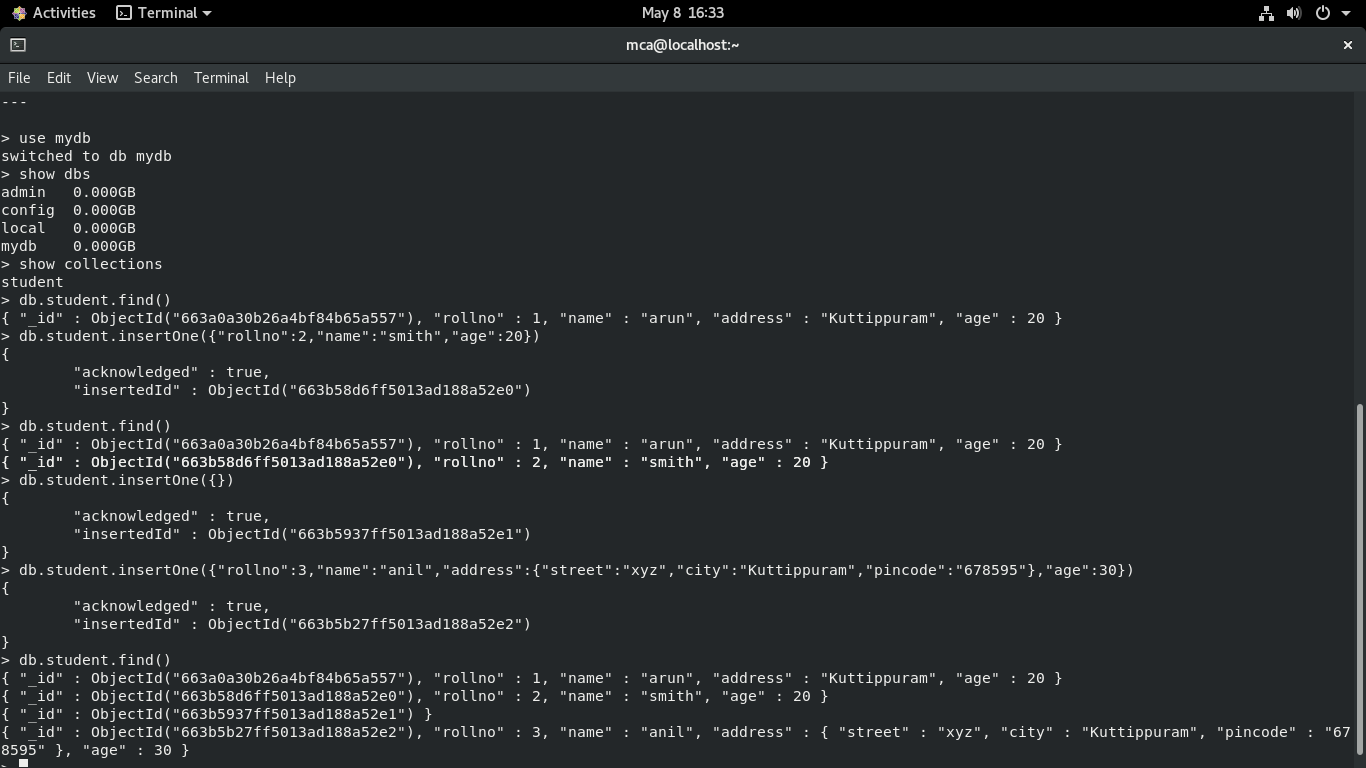 Activities Terminal May 8 16:33
mca@localhost:~ ×
File Edit View Search Terminal Help
---
> use mydb
switched to db mydb
> show dbs
admin   0.000GB
config  0.000GB
local   0.000GB
mydb    0.000GB
> show collections
student
> db.student.find()
{ "_id" : ObjectId("663a0a30b26a4bf84b65a557"), "rollno" : 1, "name" : "arun", "address" : "Kuttippuram", "age" : 20 }
> db.student.insertOne({"rollno":2,"name":"smith","age":20})
{
        "acknowledged" : true,
        "insertedId" : ObjectId("663b58d6ff5013ad188a52e0")
}
> db.student.find()
{ "_id" : ObjectId("663a0a30b26a4bf84b65a557"), "rollno" : 1, "name" : "arun", "address" : "Kuttippuram", "age" : 20 }
{ "_id" : ObjectId("663b58d6ff5013ad188a52e0"), "rollno" : 2, "name" : "smith", "age" : 20 }
> db.student.insertOne({})
{
        "acknowledged" : true,
        "insertedId" : ObjectId("663b5937ff5013ad188a52e1")
}
> db.student.insertOne({"rollno":3,"name":"anil","address":{"street":"xyz","city":"Kuttippuram","pincode":"678595"},"age":30})
{
        "acknowledged" : true,
        "insertedId" : ObjectId("663b5b27ff5013ad188a52e2")
}
> db.student.find()
{ "_id" : ObjectId("663a0a30b26a4bf84b65a557"), "rollno" : 1, "name" : "arun", "address" : "Kuttippuram", "age" : 20 }
{ "_id" : ObjectId("663b58d6ff5013ad188a52e0"), "rollno" : 2, "name" : "smith", "age" : 20 }
{ "_id" : ObjectId("663b5937ff5013ad188a52e1") }
{ "_id" : ObjectId("663b5b27ff5013ad188a52e2"), "rollno" : 3, "name" : "anil", "address" : { "street" : "xyz", "city" : "Kuttippuram", "pincode" : "67
8595" }, "age" : 30 }
>